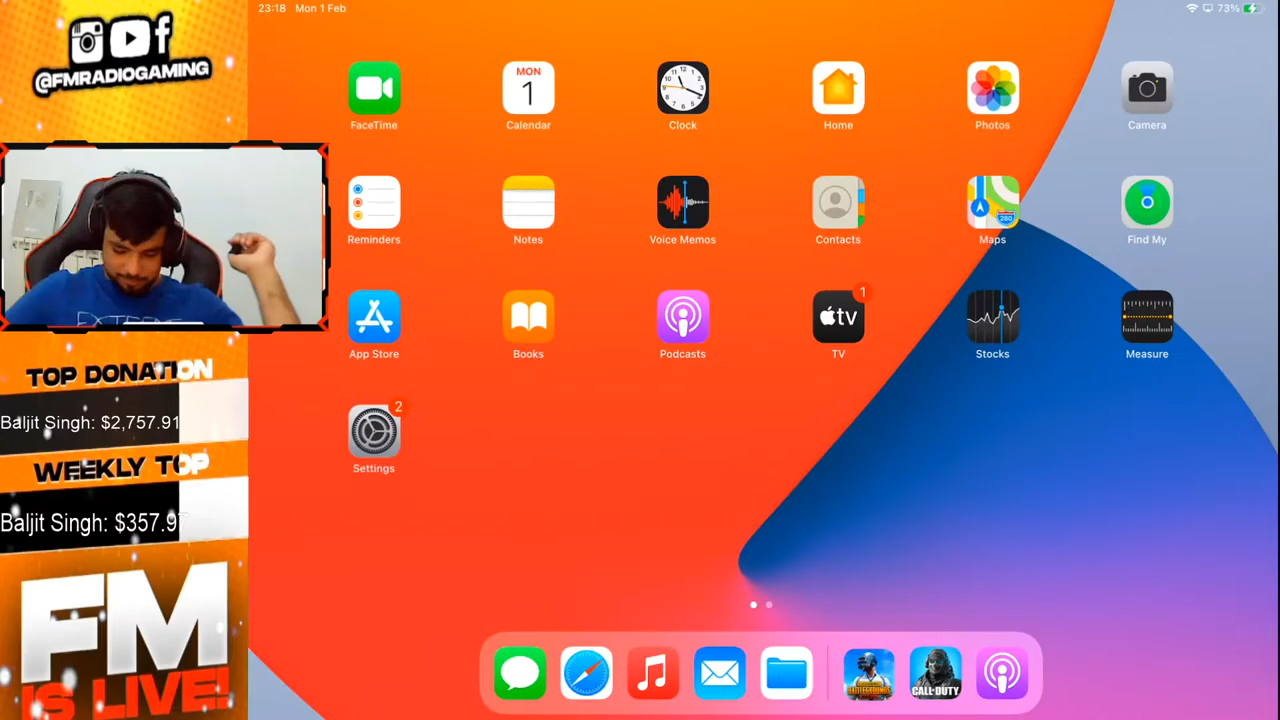 23:18 Mon 1 Feb
73%
@FMRADIOGAMING
MON
1
FaceTime
Calendar
Clock
Home
Photos
Camera
280
Reminders
Notes
Voice Memos
Contacts
Maps
Find My
tv
1
App Store
Books
Podcasts
TV
Stocks
Measure
2
Settings
TOP DONATION
Baljit Singh: $2,757.91
WEEKLY TOP
Baljit Singh: $357.97
FM
IS LIVE!
BATTLEGROUNDS
CALL·DUTY